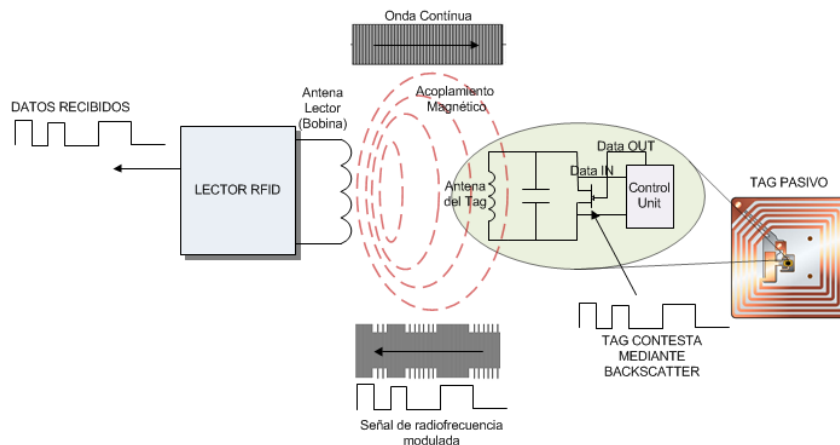 Onda Contínua
Antena
Lector
(Bobina)
Acoplamiento
Magnético
DATOS RECIBIDOS
LECTOR RFID
Antena
del Tag
Data OUT
Data IN
Control
Unit
TAG PASIVO
TAG CONTESTA
MEDIANTE
BACKSCATTER
Señal de radiofrecuencia
modulada